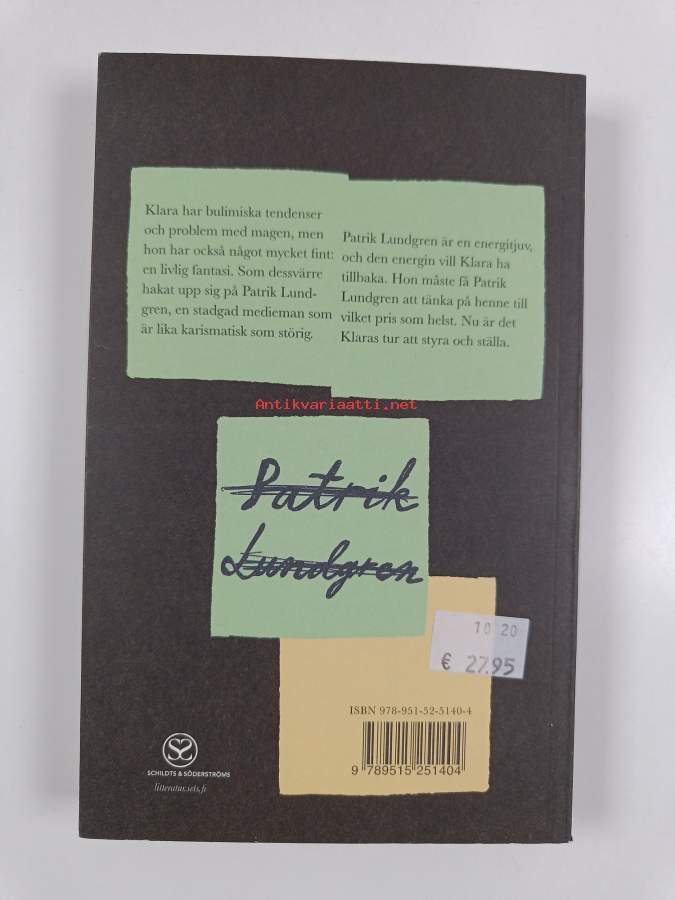 Klara har bulimiska tendenser
och problem med magen, men
hon har också något mycket fint:
en livlig fantasi. Som dessvärre
hakat upp sig på Patrik Lund-
gren, en stadgad medieman som
är lika karismatisk som störig.
Patrik Lundgren är en energitjuv,
och den energin vill Klara ha
tillbaka. Hon måste få Patrik
Lundgren att tänka på henne till
vilket pris som helst. Nu är det
Klaras tur att styra och ställa.
Antikvariaatti.net
Patrik
Lundgren
10 20
€ 27.95
ISBN 978-951-52-5140-4
9 789515 251404
SCHILDTS & SÖDERSTRÖMS
litteratur.sets.fi